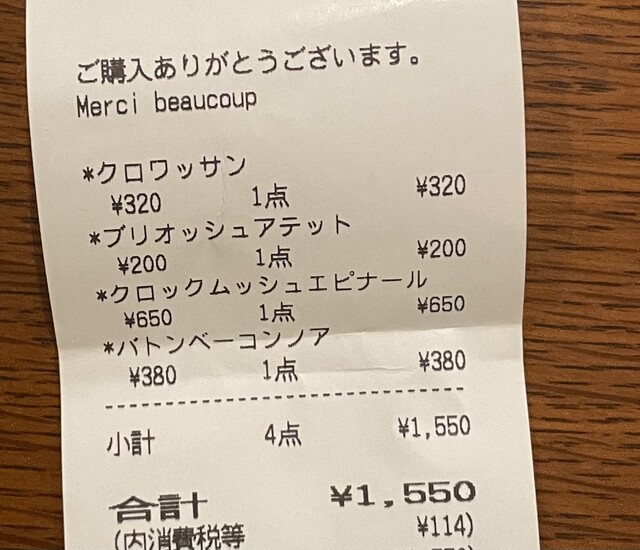 ご購入ありがとうございます。
Merci beaucoup
*クロワッサン
¥320 1点 ¥320
*ブリオッシュアテット
¥200 1点 ¥200
*クロックムッシュエピナール
¥650 1点 ¥650
*バトンベーコンノア
¥380 1点 ¥380
小計 4点 ¥1,550
合計 ¥1,550
(内消費税等 ¥114)